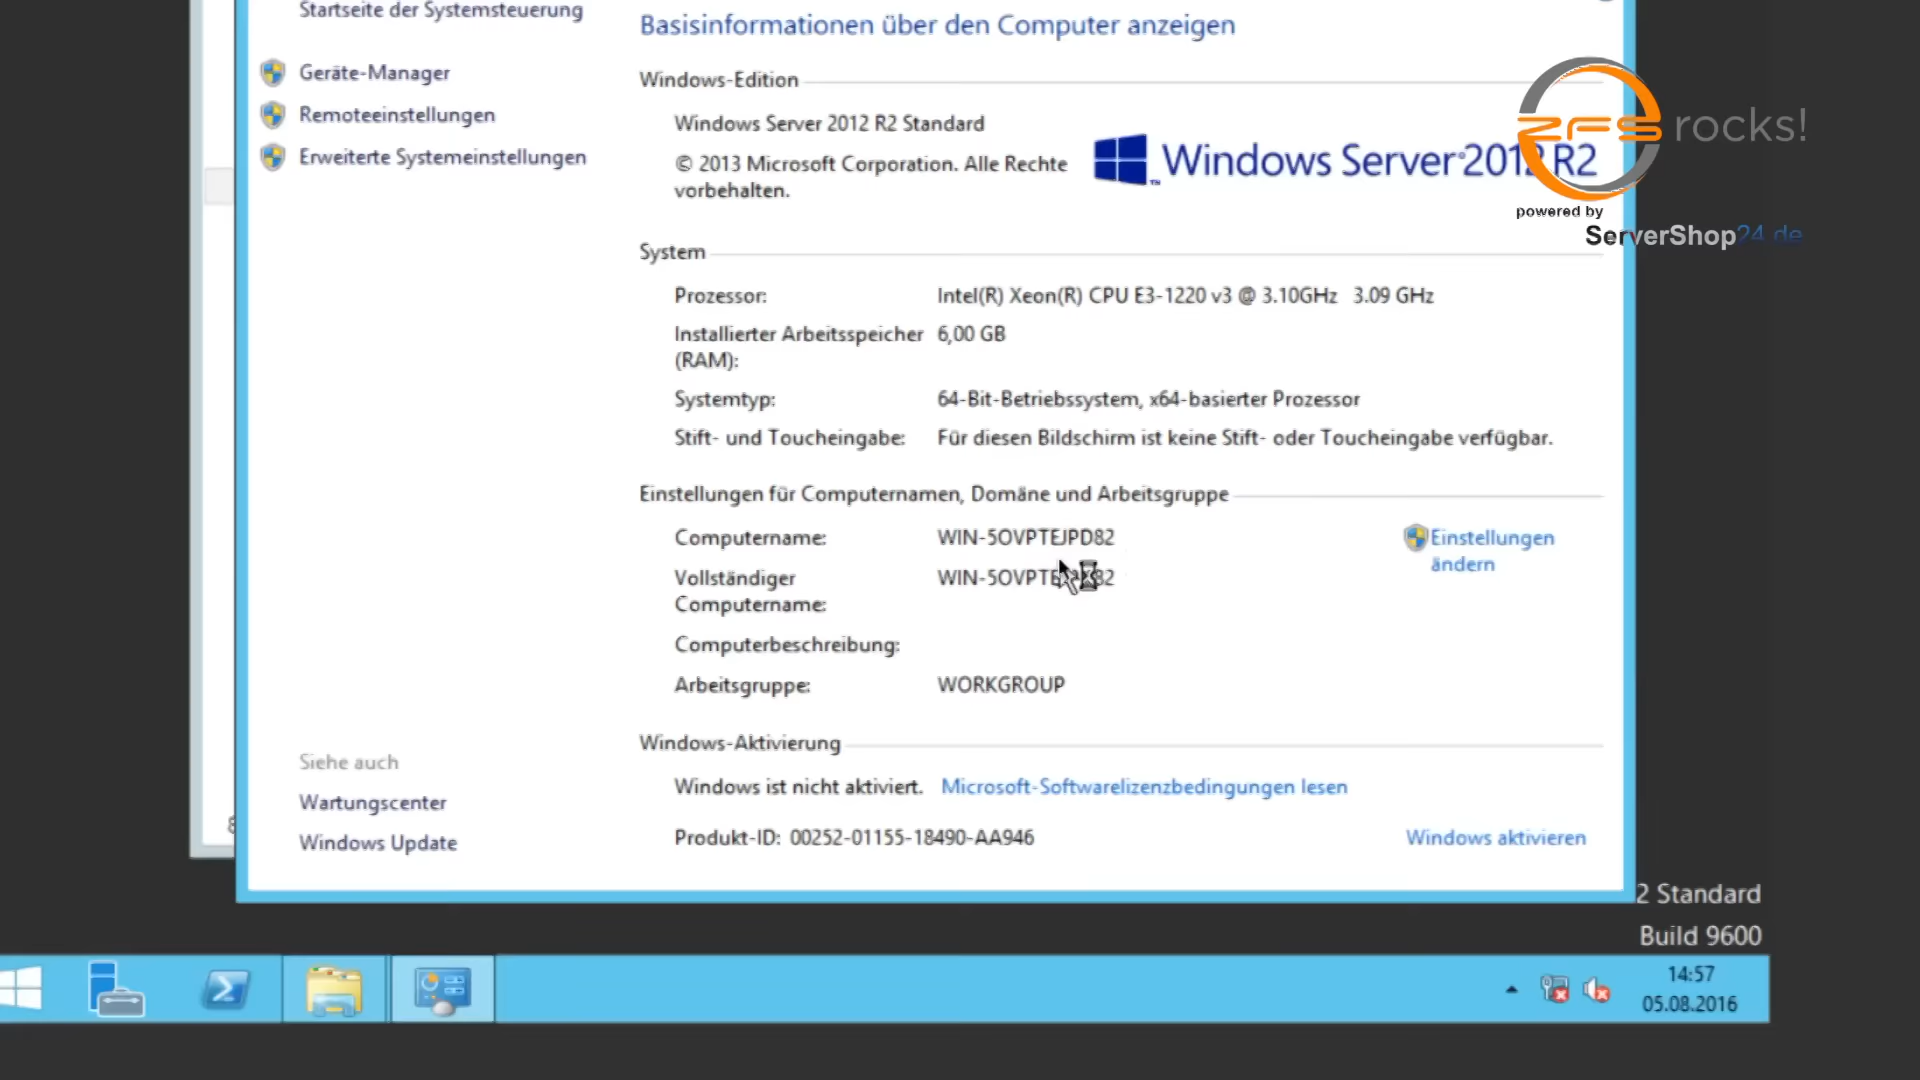 Startseite der Systemsteuerung
Geräte-Manager
Remoteeinstellungen
Erweiterte Systemeinstellungen
Basisinformationen über den Computer anzeigen
Windows-Edition
Windows Server 2012 R2 Standard
© 2013 Microsoft Corporation. Alle Rechte
vorbehalten.
Windows Server 2012 R2
ZFS rocks!
powered by
ServerShop24.de
System
Prozessor: Intel(R) Xeon(R) CPU E3-1220 v3 @ 3.10GHz 3.09 GHz
Installierter Arbeitsspeicher 6,00 GB
(RAM):
Systemtyp: 64-Bit-Betriebssystem, x64-basierter Prozessor
Stift- und Toucheingabe: Für diesen Bildschirm ist keine Stift- oder Toucheingabe verfügbar.
Einstellungen für Computernamen, Domäne und Arbeitsgruppe
Computername: WIN-5OVPTEJPD82 Einstellungen
ändern
Vollständiger
Computername:
Computerbeschreibung:
Arbeitsgruppe: WORKGROUP
Windows-Aktivierung
Windows ist nicht aktiviert. Microsoft-Softwarelizenzbedingungen lesen
Produkt-ID: 00252-01155-18490-AA946 Windows aktivieren
Siehe auch
Wartungscenter
Windows Update
2 Standard
Build 9600
14:57
05.08.2016